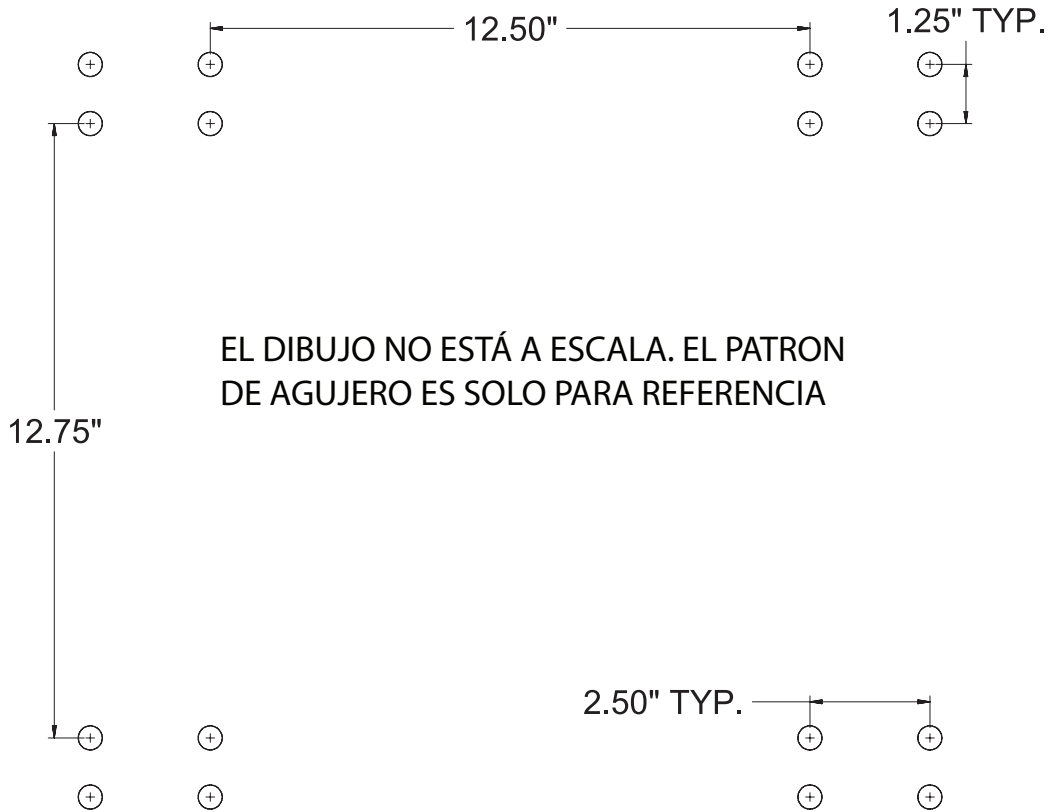 12.50"
1.25" TYP.
EL DIBUJO NO ESTÁ A ESCALA. EL PATRON
DE AGUJERO ES SOLO PARA REFERENCIA
12.75"
2.50" TYP.